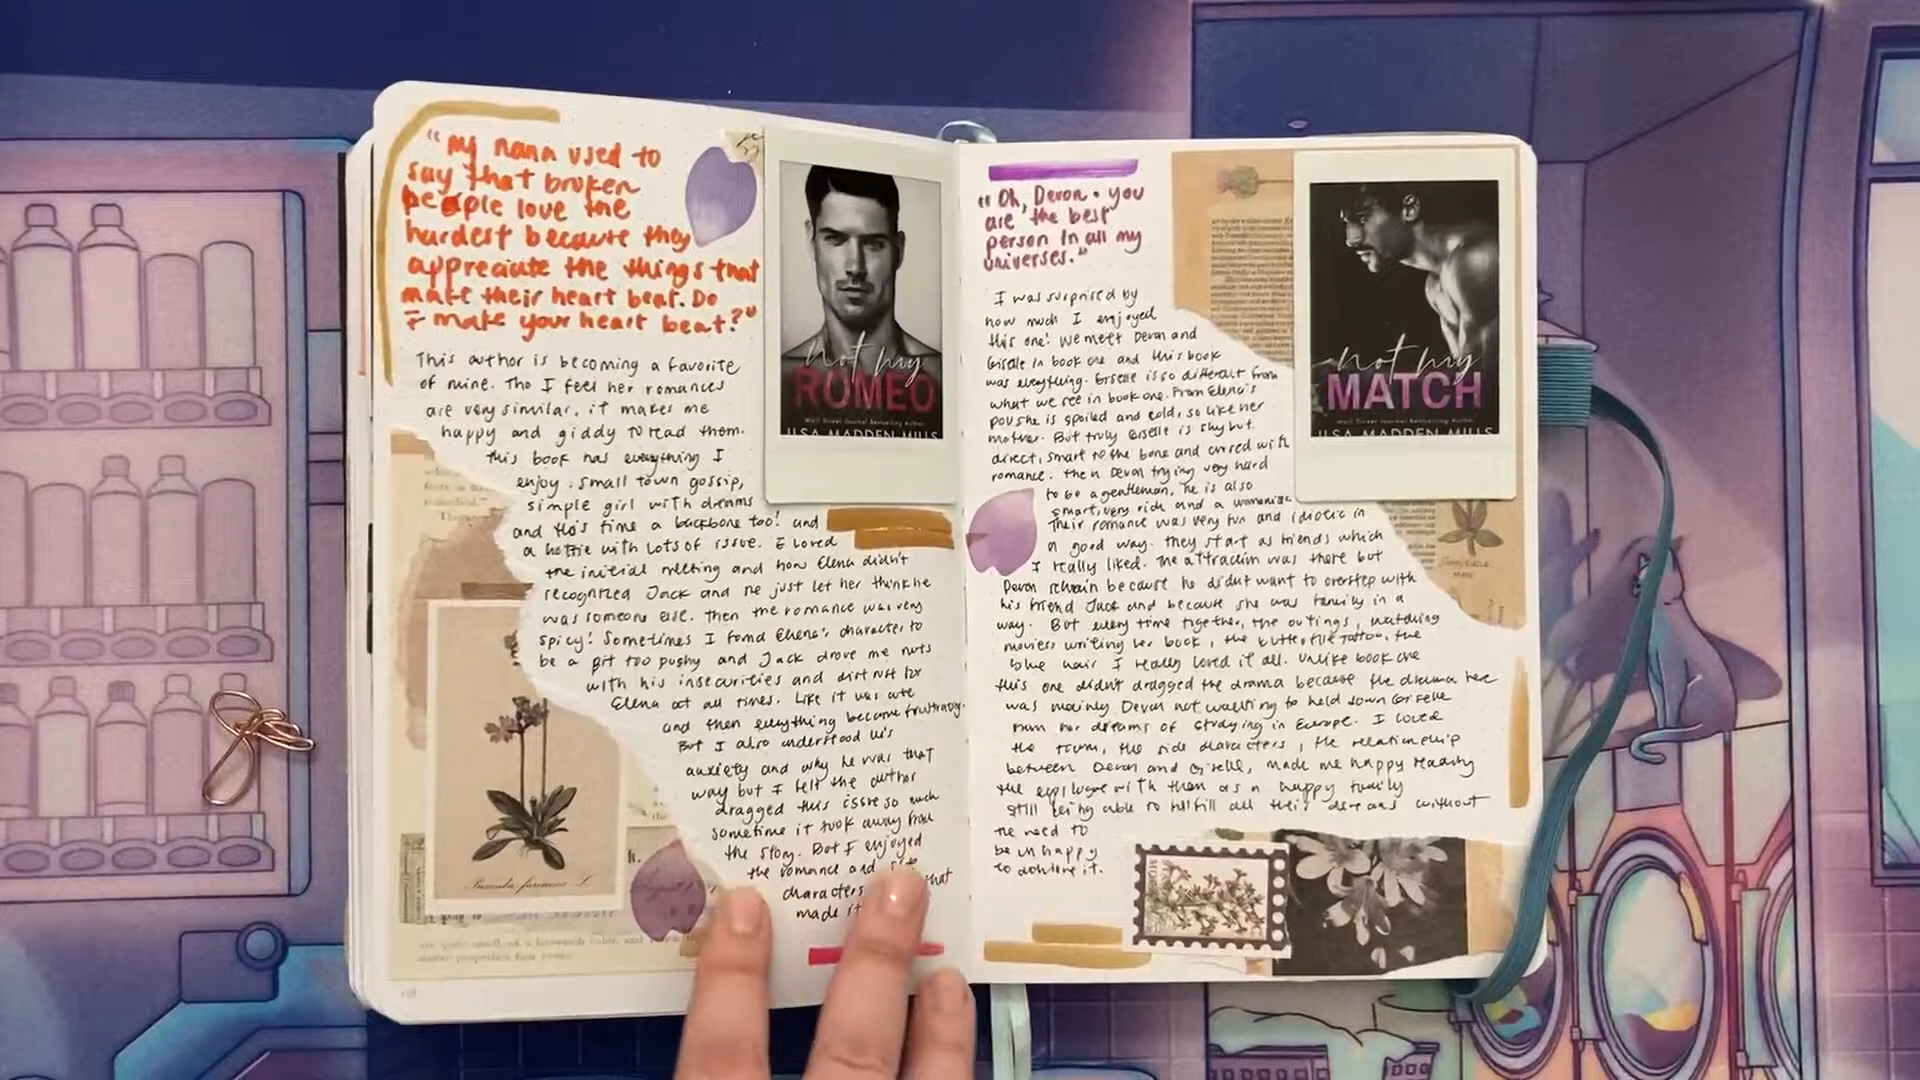 "My nana used to
say that broken
people love the
hardest because they
appreciate the things that
make their heart beat. Do
I make your heart beat?"
This author is becoming a favorite
of mine. Tho I feel her romances
are very similar, it makes me
happy and giddy to read them.
this book has everything I
enjoy. Small town gossip,
simple girl with dreams
and a backbone too! and
a hottie with lots of issue. I loved
the initial meeting and how Elena didn't
recognized Jack and he just let her think he
was someone else. Then the romance was very
spicy! Sometimes I found Elena's character to
be a bit too pushy and Jack drove me nuts
with his insecurities and distrust for
Elena at all times. Like it was cute
and then everything became frustrating.
But I also understood his
anxiety and why he was that
way but I felt the author
dragged this issue so much
sometime it took away from
the story. But I enjoyed
the romance and side
characters that
made it
not my
ROMEO
Wall Street Journal Bestselling Author
ILSA MADDEN MILLS
Primula farinosa L.
"Oh, Devon. you
are the best
person in all my
universes."
I was surprised by
how much I enjoyed
this one! We meet Devon and
Giselle in book one and this book
was everything. Giselle is so different from
what we see in book one. From Elena's
pov she is spoiled and cold, so like her
mother. But truly Giselle is shy but
direct, smart to the bone and cursed with
romance. Then Devon trying very hard
to be a gentleman, he is also
smart, very rich and a womanizer
Their romance was very fun and idiotic in
a good way. They start as friends which
I really liked. The attraction was there but
Devon refrain because he didn't want to overstep with
his friend Jack and because she was family in a
way. But every time together, the outings, watching
movies writing her book, the butterflie tattoo, the
blue hair I really loved it all. Unlike book one
this one didn't dragged the drama because the drama here
was mainly Devon not wanting to held down Giselle
from her dreams of studying in Europe. I loved
the team, the side characters, the relationship
between Devon and Giselle, made me happy reading
the epilogue with them as a happy family
still being able to fulfill all their dreams without
the need to
be unhappy
to achieve it.
not my
MATCH
Wall Street Journal Bestselling Author
ILSA MADDEN MILLS